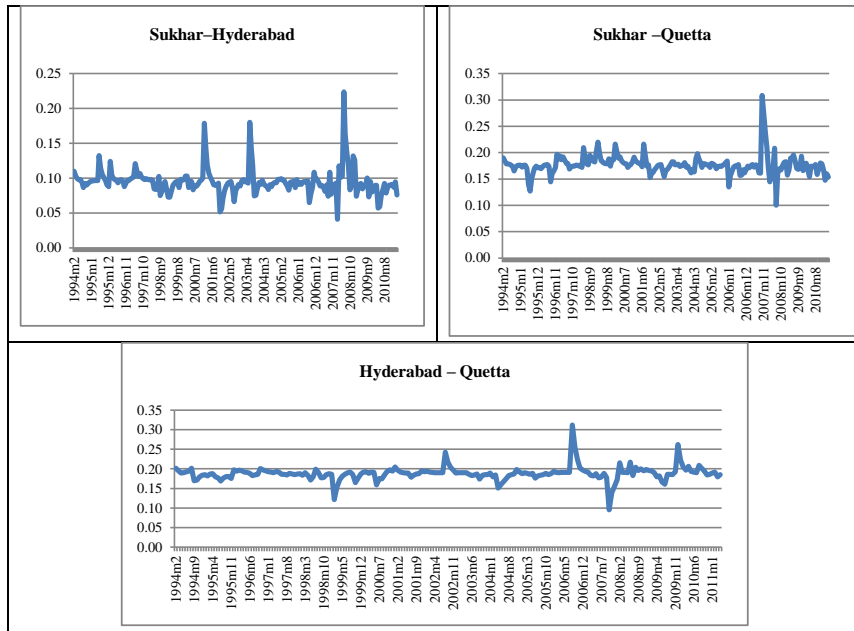 Sukhar–Hyderabad
0.25
0.20
0.15
0.10
0.05
0.00
1994m2
1995m1
1995m12
1996m11
1997m10
1998m9
1999m8
2000m7
2001m6
2002m5
2003m4
2004m3
2005m2
2006m1
2006m12
2007m11
2008m10
2009m9
2010m8
Sukhar –Quetta
0.35
0.30
0.25
0.20
0.15
0.10
0.05
0.00
1994m2
1995m1
1995m12
1996m11
1997m10
1998m9
1999m8
2000m7
2001m6
2002m5
2003m4
2004m3
2005m2
2006m1
2006m12
2007m11
2008m10
2009m9
2010m8
Hyderabad – Quetta
0.35
0.30
0.25
0.20
0.15
0.10
0.05
0.00
1994m2
1994m9
1995m4
1995m11
1996m6
1997m1
1997m8
1998m3
1998m10
1999m5
1999m12
2000m7
2001m2
2001m9
2002m4
2002m11
2003m6
2004m1
2004m8
2005m3
2005m10
2006m5
2006m12
2007m7
2008m2
2008m9
2009m4
2009m11
2010m6
2011m1